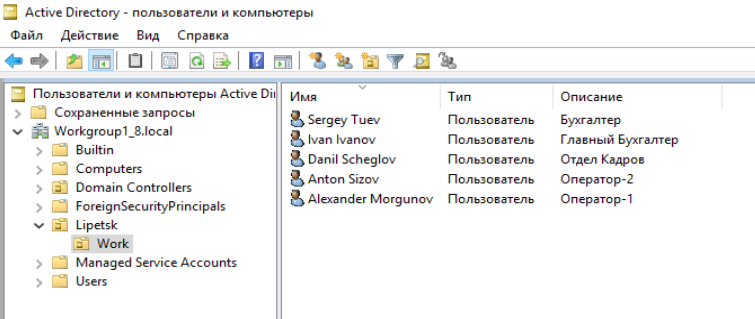 Active Directory - пользователи и компьютеры
Файл Действие Вид Справка
Пользователи и компьютеры Active Di
Сохраненные запросы
Workgroup1_8.local
Builtin
Computers
Domain Controllers
ForeignSecurityPrincipals
Lipetsk
Work
Managed Service Accounts
Users
Имя Тип Описание
Sergey Tuev Пользователь Бухгалтер
Ivan Ivanov Пользователь Главный Бухгалтер
Danil Scheglov Пользователь Отдел Кадров
Anton Sizov Пользователь Оператор-2
Alexander Morgunov Пользователь Оператор-1